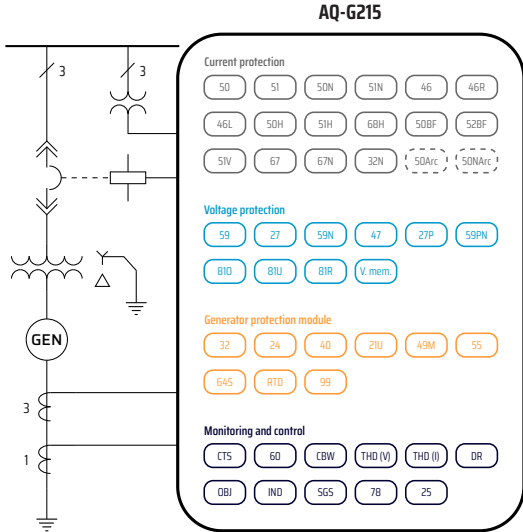 AQ-G215
3
3
Current protection
50 51 50N 51N 46 46R
46L 50H 51H 68H 50BF 52BF
51V 67 67N 32N 50Arc 50NArc
Voltage protection
59 27 59N 47 27P 59PN
81O 81U 81R V. mem.
Generator protection module
32 24 40 21U 49M 55
64S RTD 99
GEN
3
1
Monitoring and control
CTS 60 CBW THD (V) THD (I) DR
OBJ IND SGS 78 25